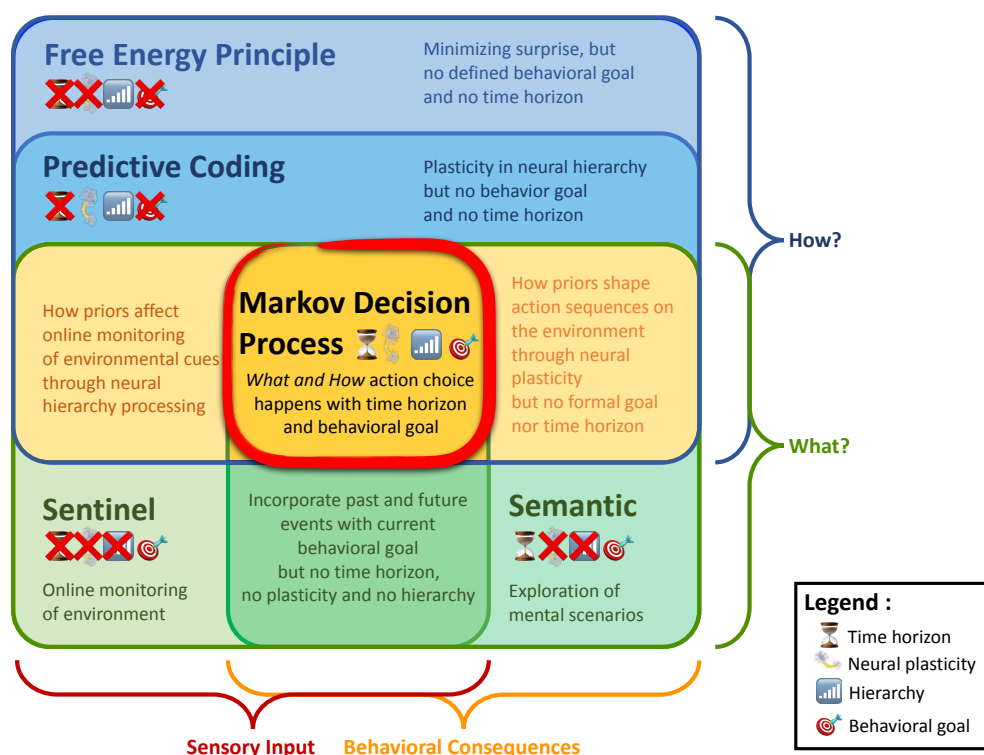 Free Energy Principle
Minimizing surprise, but
no defined behavioral goal
and no time horizon
Predictive Coding
Plasticity in neural hierarchy
but no behavior goal
and no time horizon
How?
How priors affect
online monitoring
of environmental cues
through neural
hierarchy processing
Markov Decision
Process
What and How action choice
happens with time horizon
and behavioral goal
How priors shape
action sequences on
the environment
through neural
plasticity
but no formal goal
nor time horizon
What?
Sentinel
Online monitoring
of environment
Incorporate past and future
events with current
behavioral goal
but no time horizon,
no plasticity and no hierarchy
Semantic
Exploration of
mental scenarios
Legend :
Time horizon
Neural plasticity
Hierarchy
Behavioral goal
Sensory Input
Behavioral Consequences